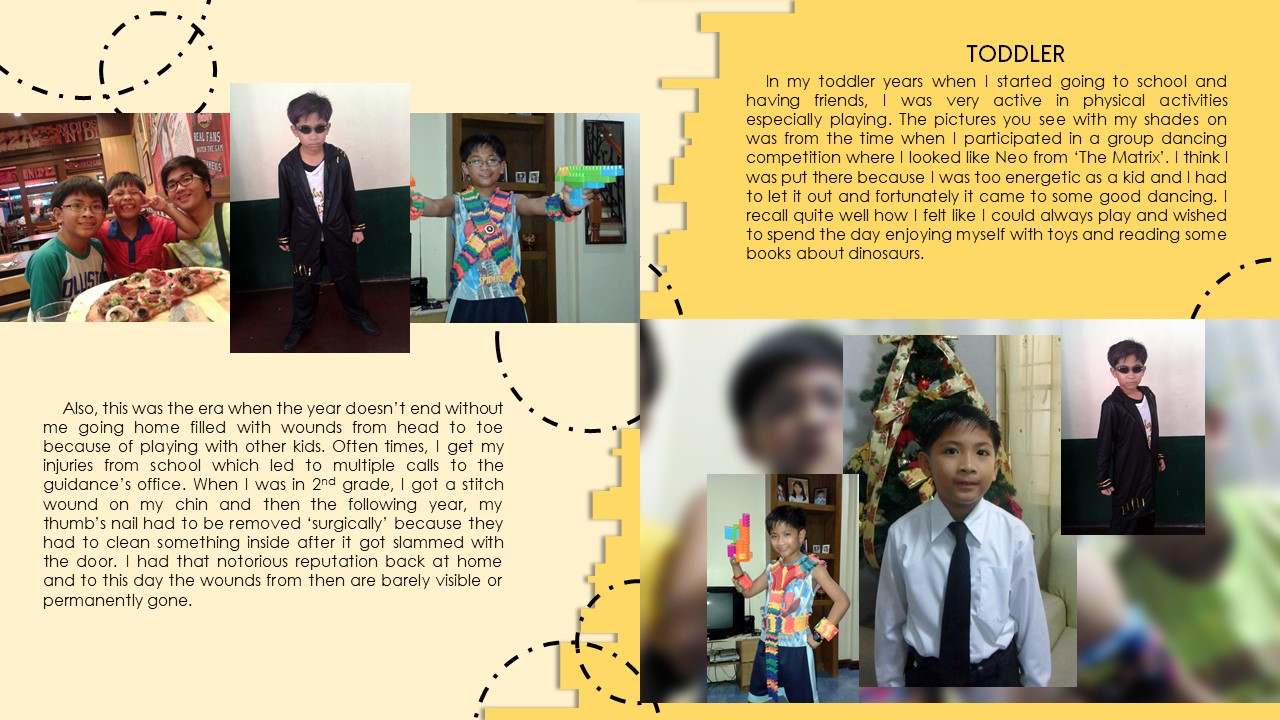 TODDLER
In my toddler years when I started going to school and
having friends, I was very active in physical activities
especially playing. The pictures you see with my shades on
was from the time when I participated in a group dancing
competition where I looked like Neo from ‘The Matrix’. I think I
was put there because I was too energetic as a kid and I had
to let it out and fortunately it came to some good dancing. I
recall quite well how I felt like I could always play and wished
to spend the day enjoying myself with toys and reading some
books about dinosaurs.
Also, this was the era when the year doesn’t end without
me going home filled with wounds from head to toe
because of playing with other kids. Often times, I get my
injuries from school which led to multiple calls to the
guidance’s office. When I was in 2nd grade, I got a stitch
wound on my chin and then the following year, my
thumb’s nail had to be removed ‘surgically’ because they
had to clean something inside after it got slammed with
the door. I had that notorious reputation back at home
and to this day the wounds from then are barely visible or
permanently gone.
REAL FANS